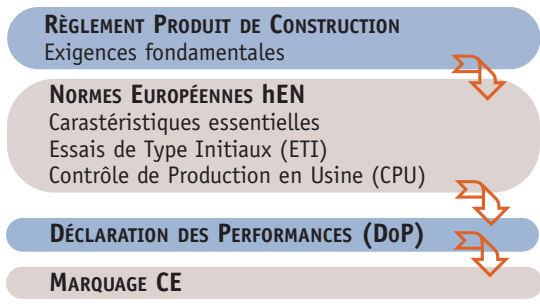 RÈGLEMENT PRODUIT DE CONSTRUCTION
Exigences fondamentales
NORMES EUROPÉENNES hEN
Carastéristiques essentielles
Essais de Type Initiaux (ETI)
Contrôle de Production en Usine (CPU)
DÉCLARATION DES PERFORMANCES (DOP)
MARQUAGE CE